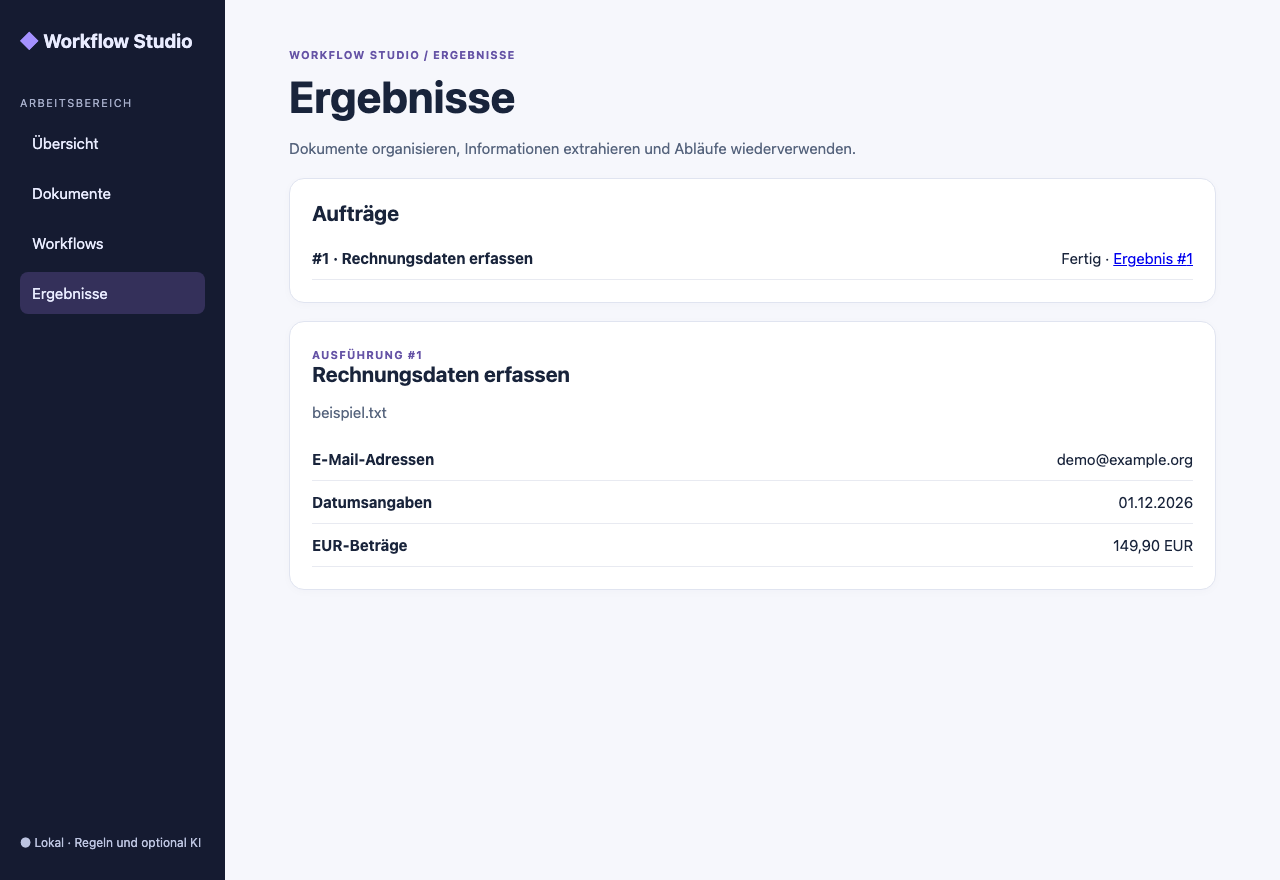 Workflow Studio
ARBEITSBEREICH
Übersicht
Dokumente
Workflows
Ergebnisse
Lokal · Regeln und optional KI
WORKFLOW STUDIO / ERGEBNISSE
Ergebnisse
Dokumente organisieren, Informationen extrahieren und Abläufe wiederverwenden.
Aufträge
#1 · Rechnungsdaten erfassen Fertig · Ergebnis #1
AUSFÜHRUNG #1
Rechnungsdaten erfassen
beispiel.txt
E-Mail-Adressen demo@example.org
Datumsangaben 01.12.2026
EUR-Beträge 149,90 EUR